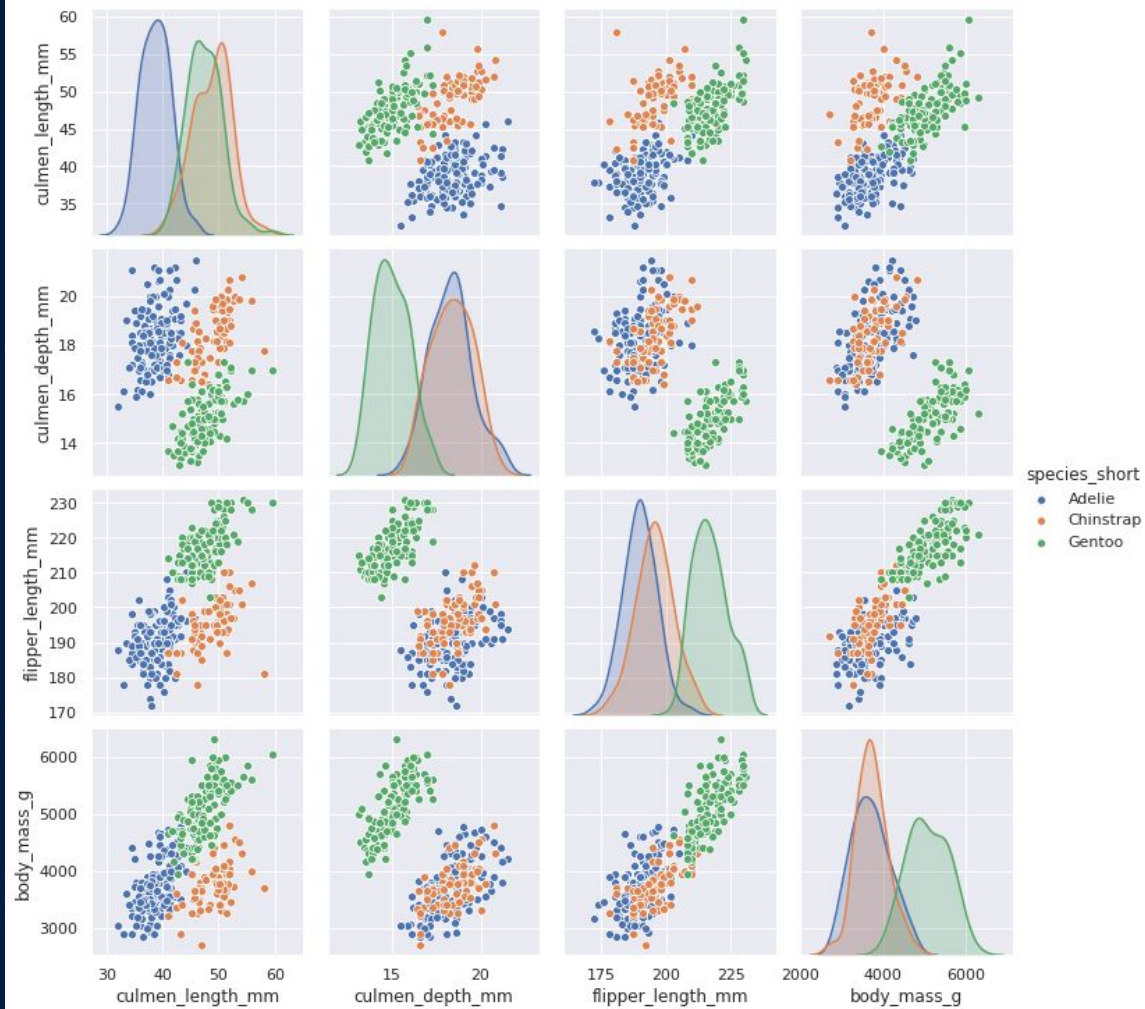 culmen_length_mm
60
55
50
45
40
35
culmen_depth_mm
20
18
16
14
species_short
Adelie
Chinstrap
Gentoo
flipper_length_mm
230
220
210
200
190
180
170
body_mass_g
6000
5000
4000
3000
30 40 50 60
culmen_length_mm
15 20
culmen_depth_mm
175 200 225
flipper_length_mm
2000 4000 6000
body_mass_g